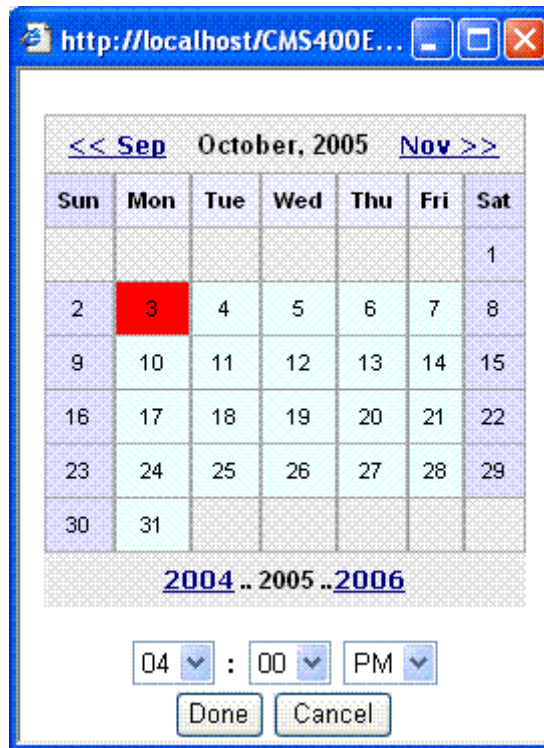 http://localhost/CMS400E...
<< Sep October, 2005 Nov >>
Sun Mon Tue Wed Thu Fri Sat
1
2 3 4 5 6 7 8
9 10 11 12 13 14 15
16 17 18 19 20 21 22
23 24 25 26 27 28 29
30 31
2004 .. 2005 ..2006
04 : 00 PM
Done Cancel